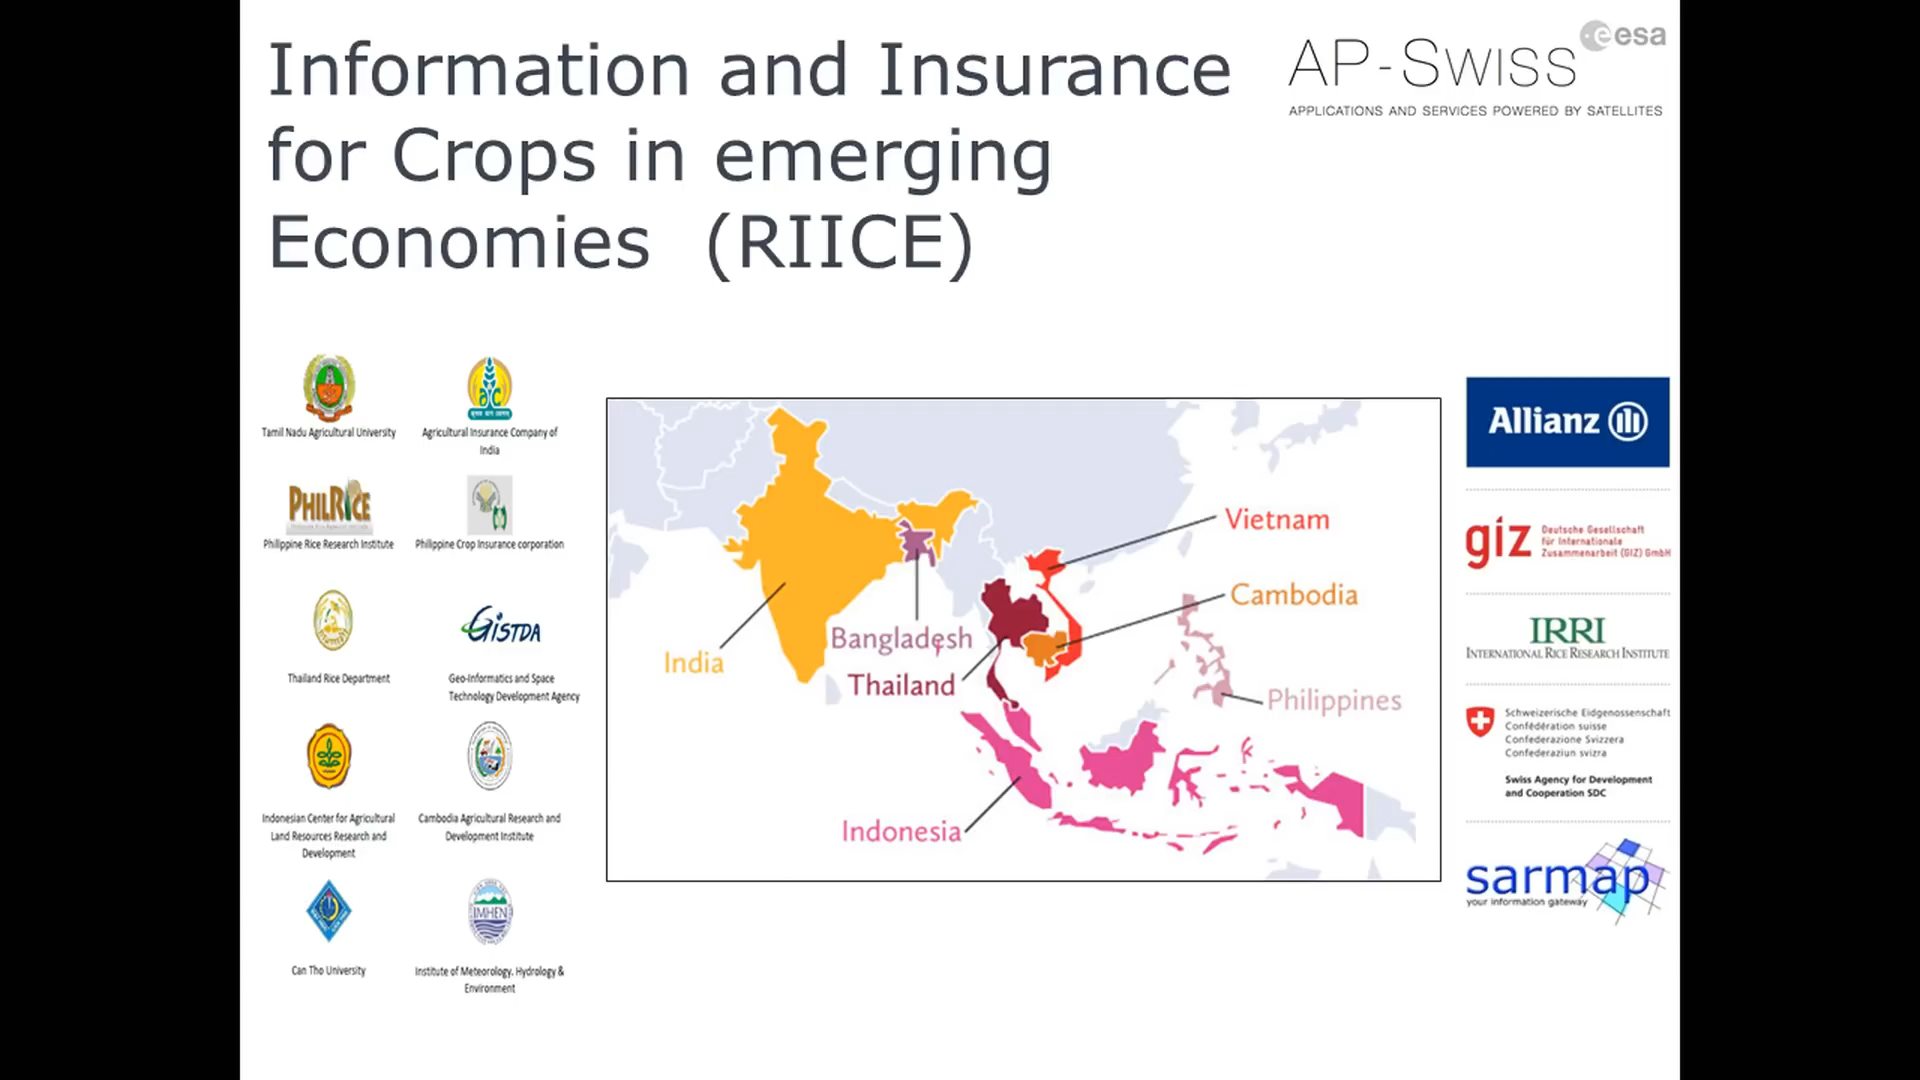 Information and Insurance
for Crops in emerging
Economies (RIICE)
esa
AP-SWISS
APPLICATIONS AND SERVICES POWERED BY SATELLITES
Tamil Nadu Agricultural University
Agricultural Insurance Company of
India
PHILRICE
Philippine Rice Research Institute
Philippine Crop Insurance corporation
Thailand Rice Department
GISTDA
Geo-Informatics and Space
Technology Development Agency
Indonesian Center for Agricultural
Land Resources Research and
Development
Cambodia Agricultural Research and
Development Institute
Can Tho University
IMHEN
Institute of Meteorology, Hydrology &
Environment
Vietnam
Cambodia
Bangladesh
India
Thailand
Philippines
Indonesia
Allianz
giz
Deutsche Gesellschaft
für Internationale
Zusammenarbeit (GIZ) GmbH
IRRI
INTERNATIONAL RICE RESEARCH INSTITUTE
Schweizerische Eidgenossenschaft
Confédération suisse
Confederazione Svizzera
Confederaziun svizra
Swiss Agency for Development
and Cooperation SDC
sarmap
your information gateway